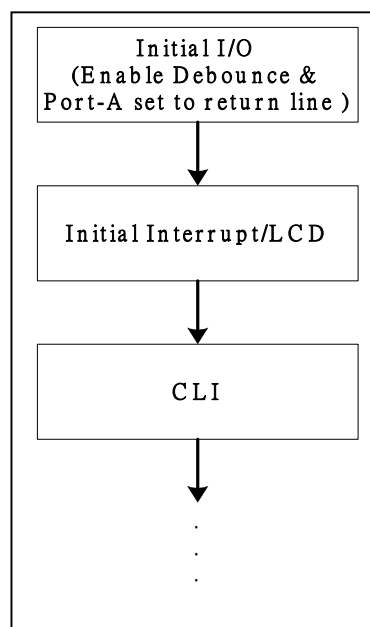 Initial I/O
(Enable Debounce &
Port-A set to return line )
Initial Interrupt/LCD
CLI
.
.
.